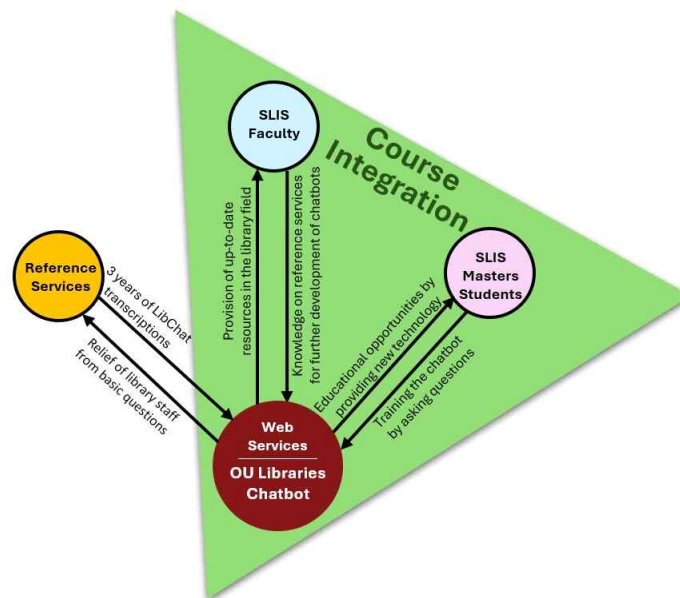 SLIS
Faculty
Course
Integration
Provision of up-to-date
resources in the library field
Knowledge on reference services
for further development of chatbots
SLIS
Masters
Students
Reference
Services
3 years of LibChat
transcriptions
Relief of library staff
from basic questions
Educational opportunities by
providing new technology
Training the chatbot
by asking questions
Web
Services
OU Libraries
Chatbot